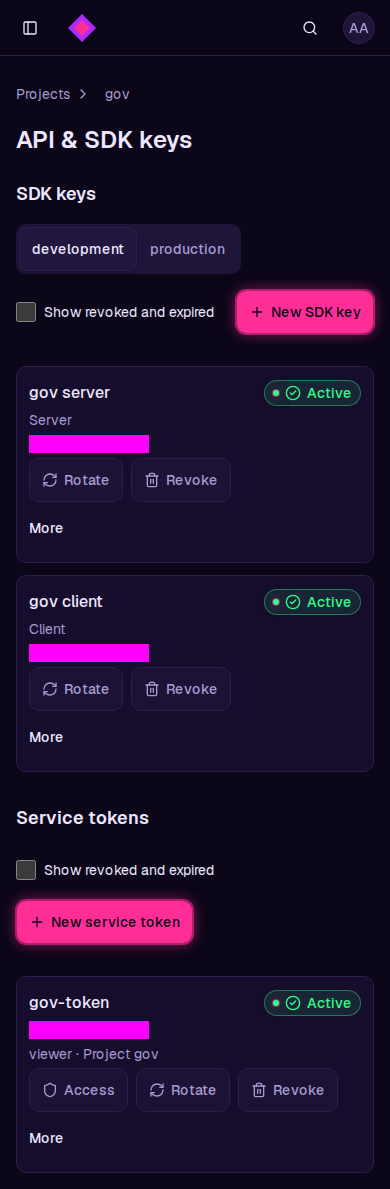 AA
Projects > gov
API & SDK keys
SDK keys
development production
Show revoked and expired
+ New SDK key
gov server
Active
Server
Rotate Revoke
More
gov client
Active
Client
Rotate Revoke
More
Service tokens
Show revoked and expired
+ New service token
gov-token
Active
viewer · Project gov
Access Rotate Revoke
More